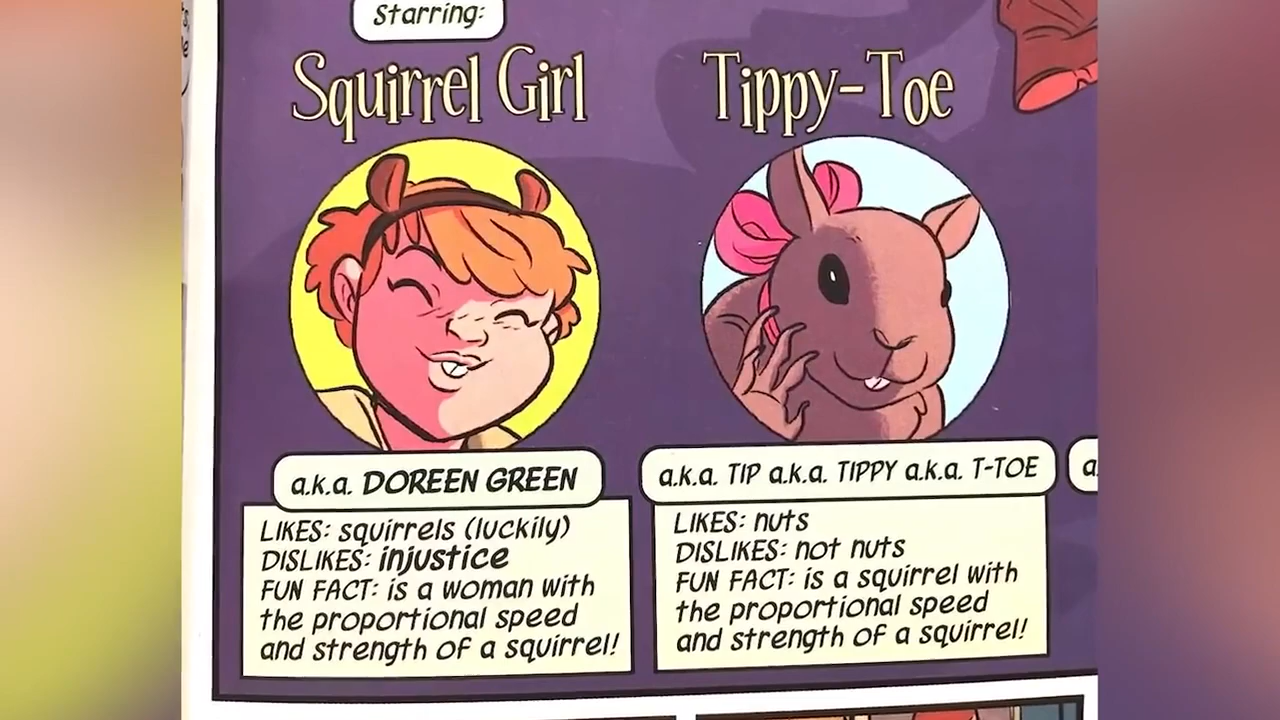 Starring:
Squirrel Girl
Tippy-Toe
a.k.a. DOREEN GREEN
LIKES: squirrels (luckily)
DISLIKES: injustice
FUN FACT: is a woman with
the proportional speed
and strength of a squirrel!
a.k.a. TIP a.k.a. TIPPY a.k.a. T-TOE
LIKES: nuts
DISLIKES: not nuts
FUN FACT: is a squirrel with
the proportional speed
and strength of a squirrel!